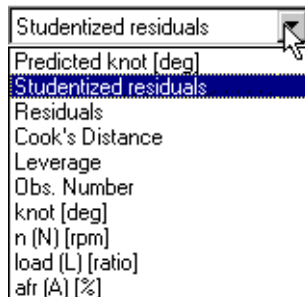 Studentized residuals
Predicted knot [deg]
Studentized residuals
Residuals
Cook's Distance
Leverage
Obs. Number
knot [deg]
n (N) [rpm]
load (L) [ratio]
afr (A) [%]